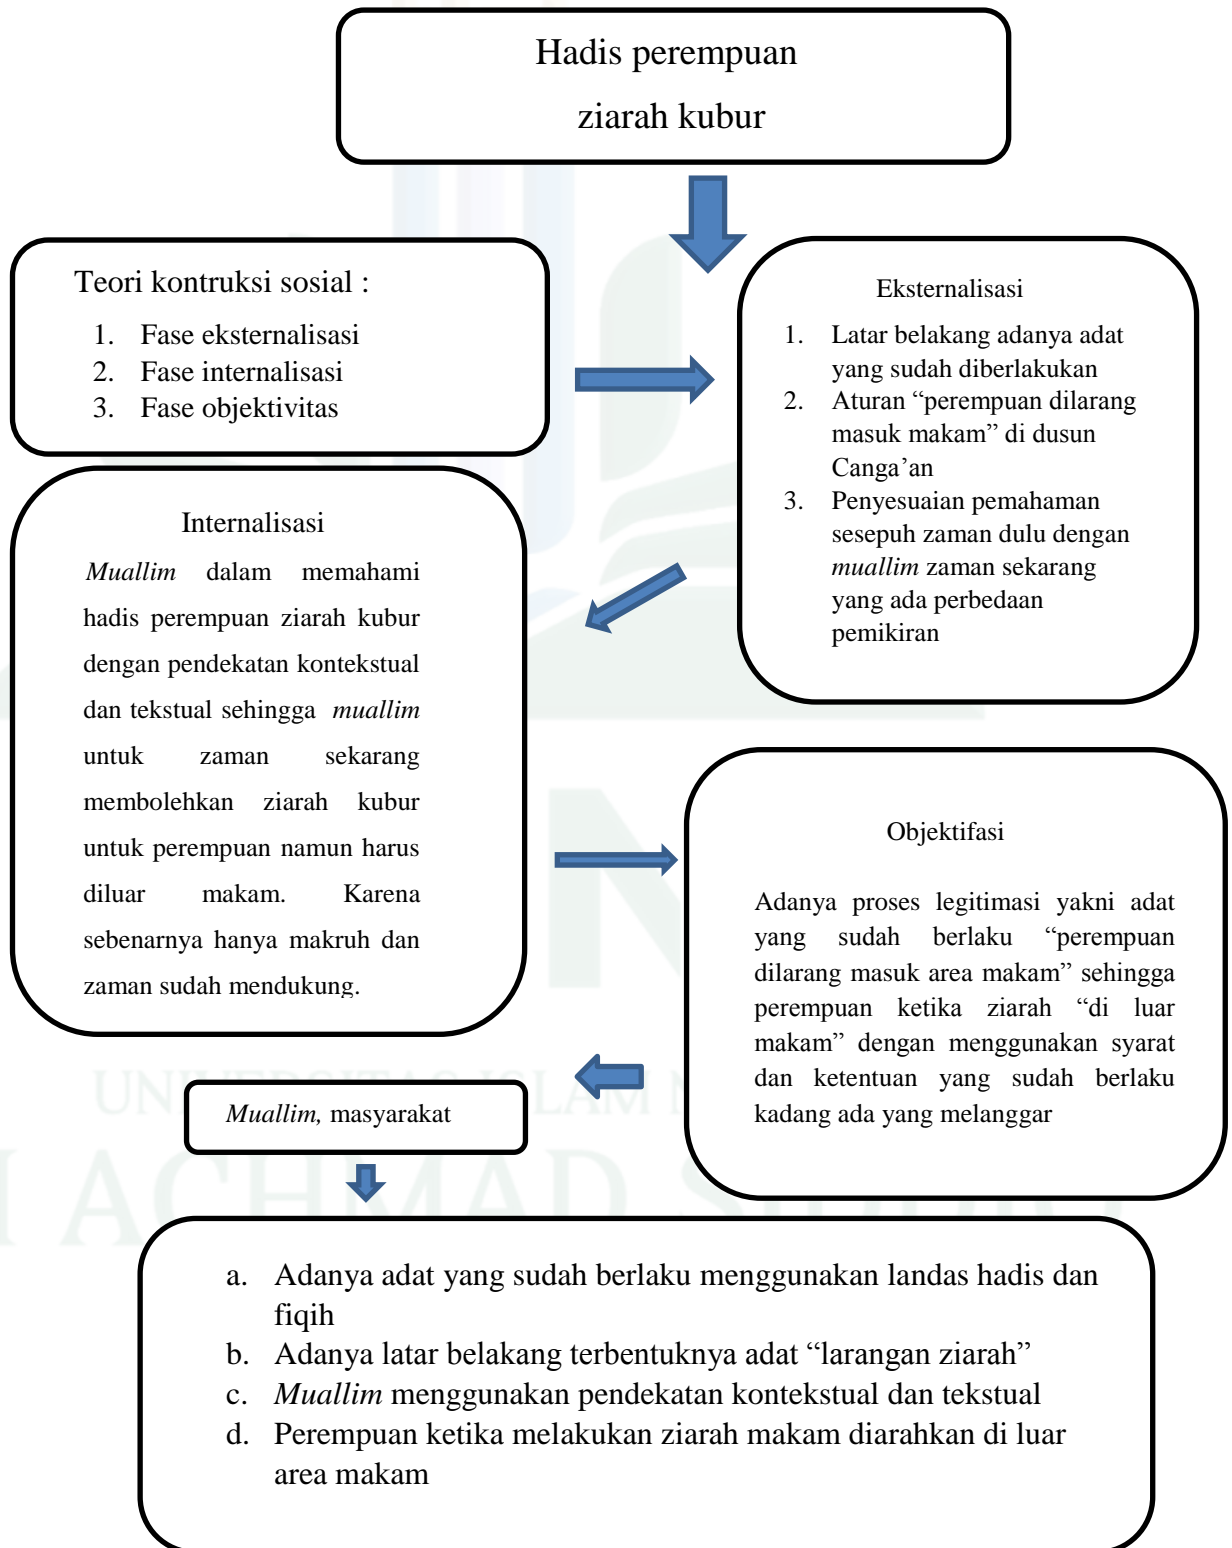 Hadis perempuan
ziarah kubur
Teori kontruksi sosial :
1. Fase eksternalisasi
2. Fase internalisasi
3. Fase objektivitas
Eksternalisasi
1. Latar belakang adanya adat
yang sudah diberlakukan
2. Aturan “perempuan dilarang
masuk makam” di dusun
Canga’an
3. Penyesuaian pemahaman
sesepuh zaman dulu dengan
muallim zaman sekarang
yang ada perbedaan
pemikiran
Internalisasi
Muallim dalam memahami
hadis perempuan ziarah kubur
dengan pendekatan kontekstual
dan tekstual sehingga muallim
untuk zaman sekarang
membolehkan ziarah kubur
untuk perempuan namun harus
diluar makam. Karena
sebenarnya hanya makruh dan
zaman sudah mendukung.
Objektifasi
Adanya proses legitimasi yakni adat
yang sudah berlaku “perempuan
dilarang masuk area makam” sehingga
perempuan ketika ziarah “di luar
makam” dengan menggunakan syarat
dan ketentuan yang sudah berlaku
kadang ada yang melanggar
Muallim, masyarakat
a. Adanya adat yang sudah berlaku menggunakan landas hadis dan
fiqih
b. Adanya latar belakang terbentuknya adat “larangan ziarah”
c. Muallim menggunakan pendekatan kontekstual dan tekstual
d. Perempuan ketika melakukan ziarah makam diarahkan di luar
area makam